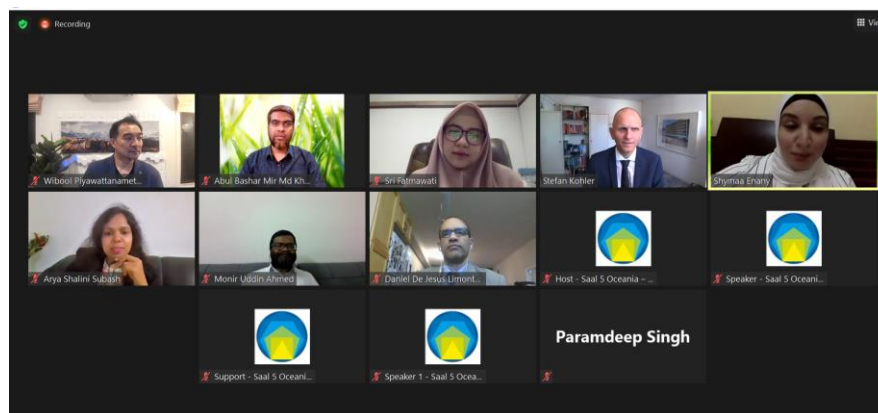 Recording
Vie
Wibool Piyawattanamet...
Abul Bashar Mir Md Kh...
Sri Fatmawati
Stefan Kohler
Shymaa Enany
Arya Shalini Subash
Monir Uddin Ahmed
Daniel De Jesus Limont...
Host - Saal 5 Oceania – ...
Speaker - Saal 5 Oceani...
Support - Saal 5 Oceani...
Speaker 1 - Saal 5 Ocea...
Paramdeep Singh